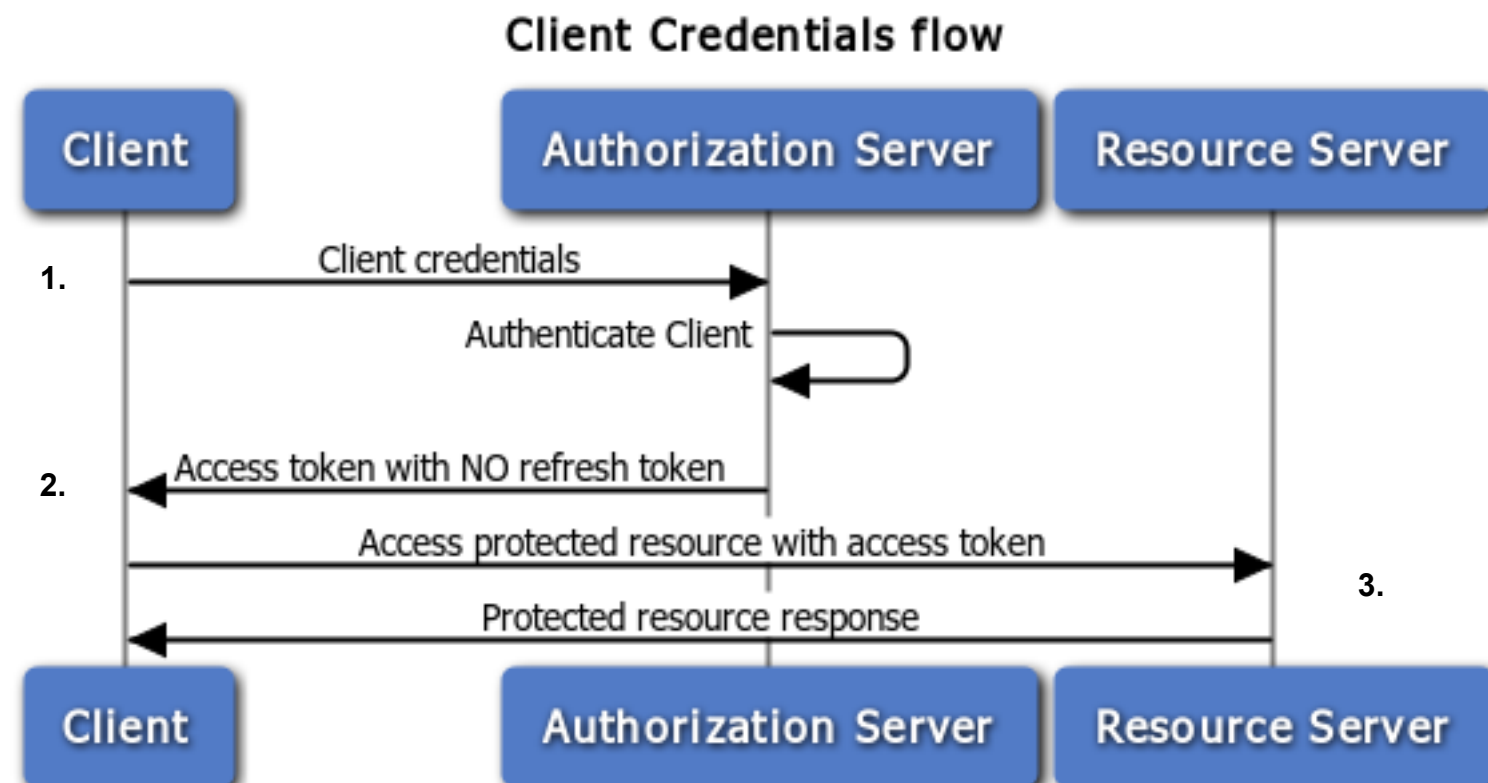 Client Credentials flow
Client
Authorization Server
Resource Server
1.
Client credentials
Authenticate Client
2.
Access token with NO refresh token
Access protected resource with access token
3.
Protected resource response
Client
Authorization Server
Resource Server